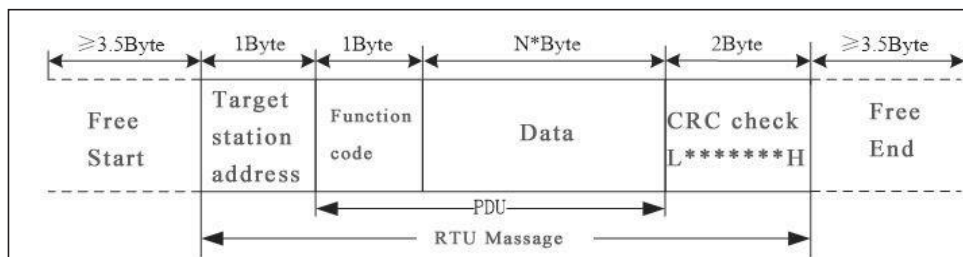 ≥3.5Byte 1Byte 1Byte N*Byte 2Byte ≥3.5Byte
Free Start
Target station address
Function code
Data
CRC check
L*******H
Free End
PDU
RTU Massage